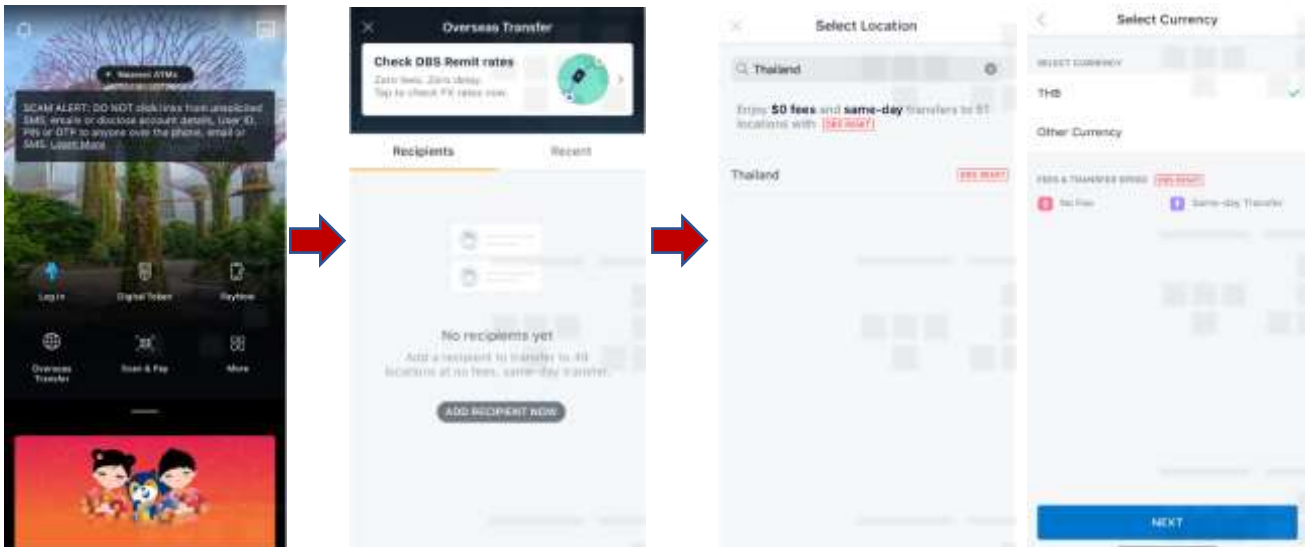 Nearest ATMs
SCAM ALERT: DO NOT click links from unsolicited
SMS, emails or disclose account details, User ID,
PIN or OTP to anyone over the phone, email or
SMS. Learn More
Log In
Digital Token
PayNow
Overseas
Transfer
Scan & Pay
More
Overseas Transfer
Check DBS Remit rates
Zero fees. Zero delay.
Tap to check FX rates now.
Recipients
Recent
No recipients yet
Add a recipient to transfer to
locations at no fees, same-day transfer.
ADD RECIPIENT NOW
Select Location
Thailand
Enjoy $0 fees and same-day transfers to
locations with DBS REMIT
Thailand
DBS REMIT
Select Currency
SELECT CURRENCY
THB
Other Currency
FEES & TRANSFER SPEED DBS REMIT
No Fee
Same-day Transfer
NEXT